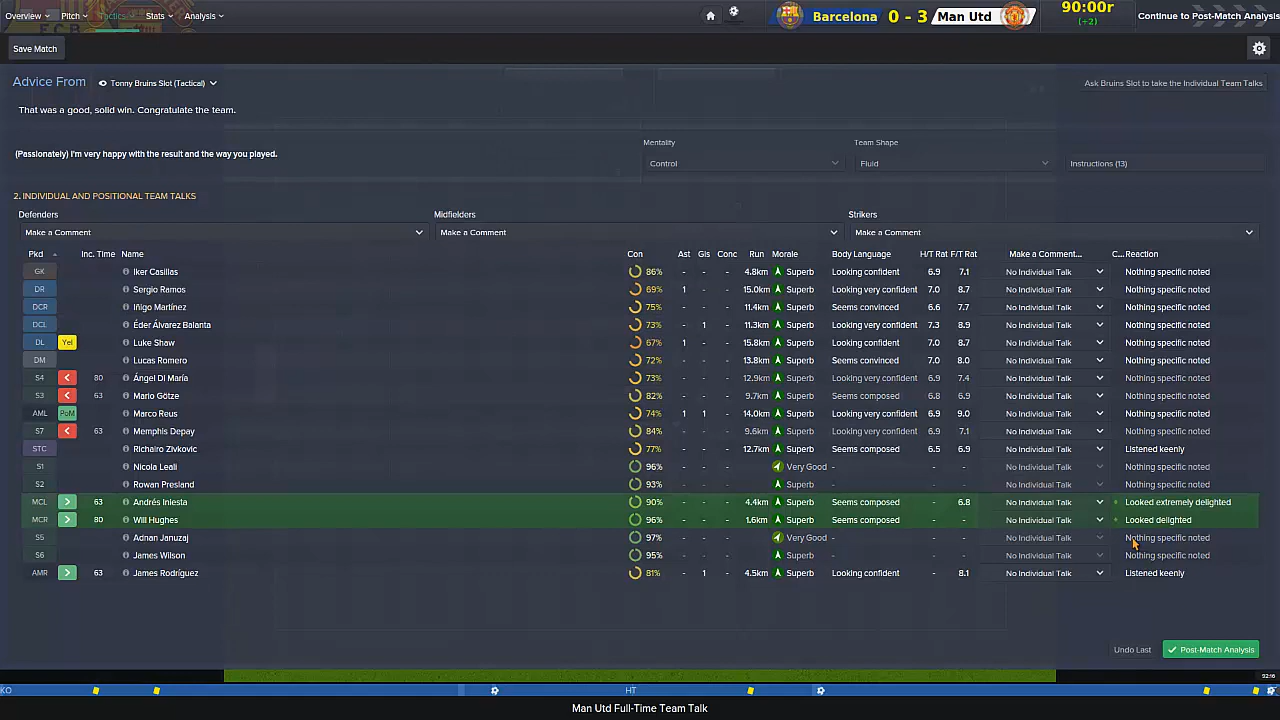 Overview Pitch Tactics Stats Analysis Barcelona 0 - 3 Man Utd 90:00r (+2) Continue to Post-Match Analysis
Save Match
Advice From Tonny Bruins Slot (Tactical) Ask Bruins Slot to take the Individual Team Talks
That was a good, solid win. Congratulate the team.
Mentality Team Shape
(Passionately) I'm very happy with the result and the way you played.
Control Fluid Instructions (13)
2. INDIVIDUAL AND POSITIONAL TEAM TALKS
Defenders Midfielders Strikers
Make a Comment Make a Comment Make a Comment
Pkd Inc. Time Name Con Ast Gls Conc Run Morale Body Language H/T Rat F/T Rat Make a Comment... C... Reaction
GK Iker Casillas 86% - - - 4.8km Superb Looking confident 6.9 7.1 No Individual Talk Nothing specific noted
DR Sergio Ramos 69% 1 - - 15.0km Superb Looking very confident 7.0 8.7 No Individual Talk Nothing specific noted
DCR Iñigo Martínez 75% - - - 11.4km Superb Seems convinced 6.6 7.7 No Individual Talk Nothing specific noted
DCL Éder Álvarez Balanta 73% - 1 - 11.3km Superb Looking very confident 7.3 8.9 No Individual Talk Nothing specific noted
DL Yel Luke Shaw 67% 1 - - 15.8km Superb Looking very confident 7.0 8.7 No Individual Talk Nothing specific noted
DM Lucas Romero 72% - - - 13.8km Superb Seems convinced 7.0 8.0 No Individual Talk Nothing specific noted
S4 80 Ángel Di María 73% - - - 12.9km Superb Looking very confident 6.9 7.4 No Individual Talk Nothing specific noted
S3 63 Mario Götze 82% - - - 9.7km Superb Seems composed 6.8 6.9 No Individual Talk Nothing specific noted
AML PoM Marco Reus 74% 1 1 - 14.0km Superb Looking very confident 6.9 9.0 No Individual Talk Nothing specific noted
S7 63 Memphis Depay 84% - - - 9.6km Superb Looking very confident 6.9 7.1 No Individual Talk Nothing specific noted
STC Richairo Zivkovic 77% - - - 12.7km Superb Seems composed 6.5 6.9 No Individual Talk Listened keenly
S1 Nicola Leali 96% - - - - Very Good - - - No Individual Talk Nothing specific noted
S2 Rowan Presland 93% - - - - Superb - - - No Individual Talk Nothing specific noted
MCL 63 Andrés Iniesta 90% - - - 4.4km Superb Seems composed - 6.8 No Individual Talk Looked extremely delighted
MCR 80 Will Hughes 96% - - - 1.6km Superb Seems composed - - No Individual Talk Looked delighted
S5 Adnan Januzaj 97% - - - - Very Good - - - No Individual Talk Nothing specific noted
S6 James Wilson 95% - - - - Superb - - - No Individual Talk Nothing specific noted
AMR 63 James Rodríguez 81% - 1 - 4.5km Superb Looking confident - 8.1 No Individual Talk Listened keenly
Undo Last Post-Match Analysis
92:16
KO HT
Man Utd Full-Time Team Talk